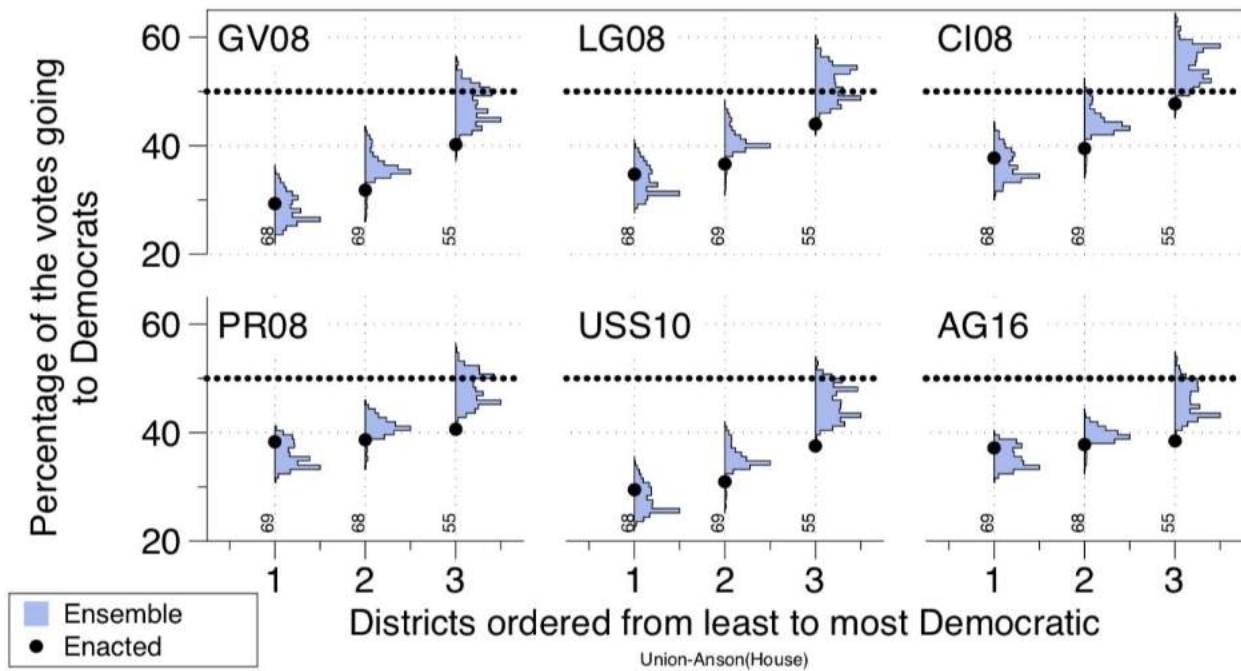 Percentage of the votes going
to Democrats
60
40
20
GV08
68
69
55
LG08
68
69
55
CI08
68
69
55
60
40
20
PR08
69
68
55
USS10
68
69
55
AG16
69
68
55
1 2 3
1 2 3
1 2 3
Ensemble
Enacted
Districts ordered from least to most Democratic
Union-Anson(House)